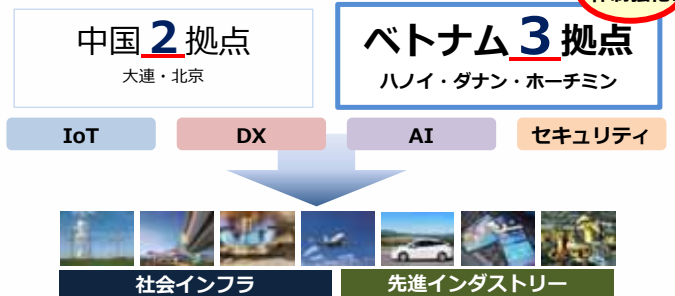 中国2拠点
大連・北京
ベトナム3拠点
ハノイ・ダナン・ホーチミン
IoT
DX
AI
セキュリティ
社会インフラ
先進インダストリー